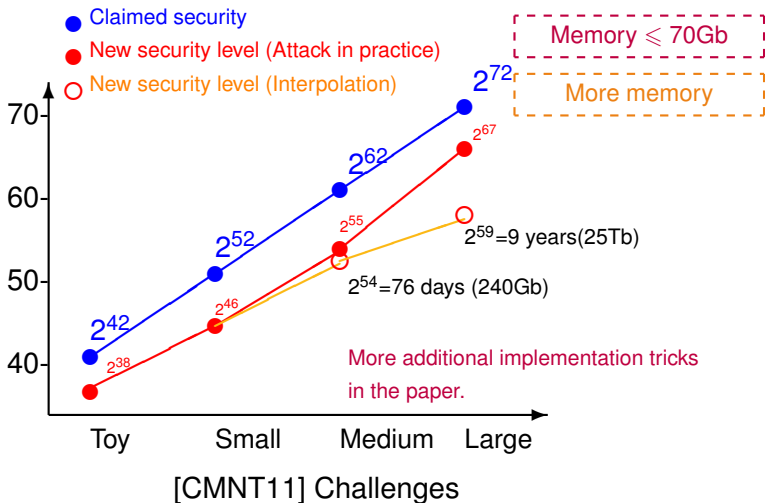 Claimed security
New security level (Attack in practice)
New security level (Interpolation)
Memory ⩽ 70Gb
More memory
70
60
50
40
2^42
2^52
2^62
2^72
2^38
2^46
2^55
2^67
2^59=9 years(25Tb)
2^54=76 days (240Gb)
More additional implementation tricks
in the paper.
Toy Small Medium Large
[CMNT11] Challenges